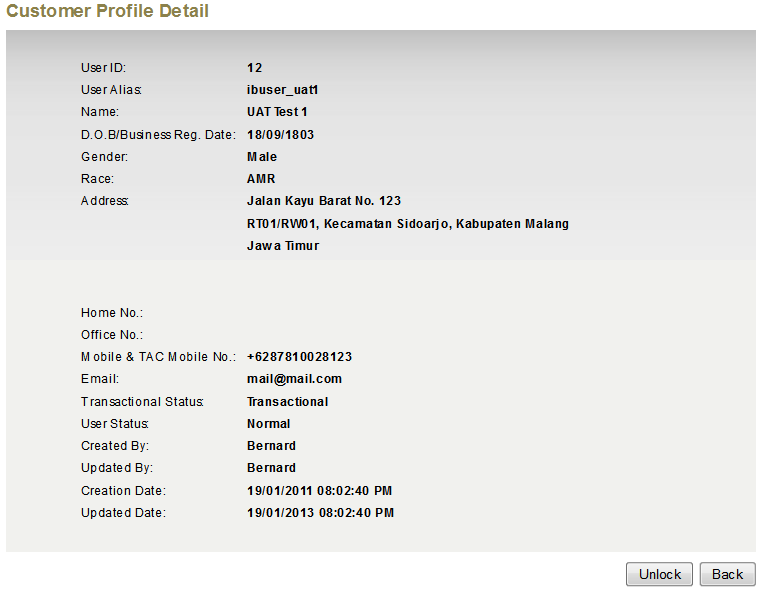 Customer Profile Detail
User ID: 12
User Alias: ibuser_uat1
Name: UAT Test 1
D.O.B/Business Reg. Date: 18/09/1803
Gender: Male
Race: AMR
Address: Jalan Kayu Barat No. 123
RT01/RW01, Kecamatan Sidoarjo, Kabupaten Malang
Jawa Timur
Home No.:
Office No.:
Mobile & TAC Mobile No.: +6287810028123
Email: mail@mail.com
Transactional Status: Transactional
User Status: Normal
Created By: Bernard
Updated By: Bernard
Creation Date: 19/01/2011 08:02:40 PM
Updated Date: 19/01/2013 08:02:40 PM
Unlock Back